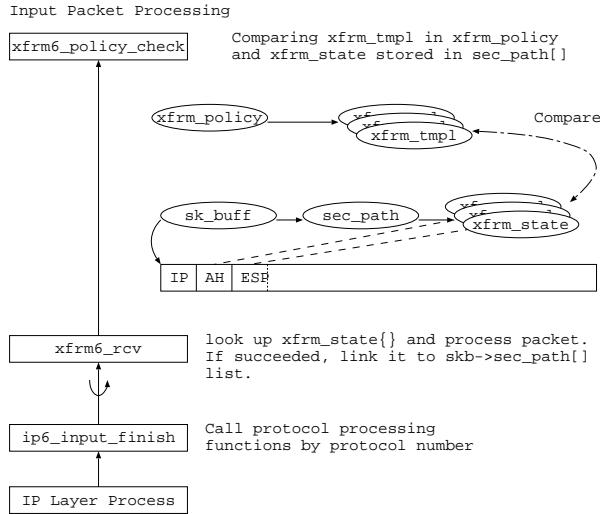 Input Packet Processing
xfrm6_policy_check
Comparing xfrm_tmpl in xfrm_policy
and xfrm_state stored in sec_path[]
xfrm_policy
xfrm_tmpl
Compare
sk_buff
sec_path
xfrm_state
IP
AH
ESP
xfrm6_rcv
look up xfrm_state{} and process packet.
If succeeded, link it to skb->sec_path[]
list.
ip6_input_finish
Call protocol processing
functions by protocol number
IP Layer Process